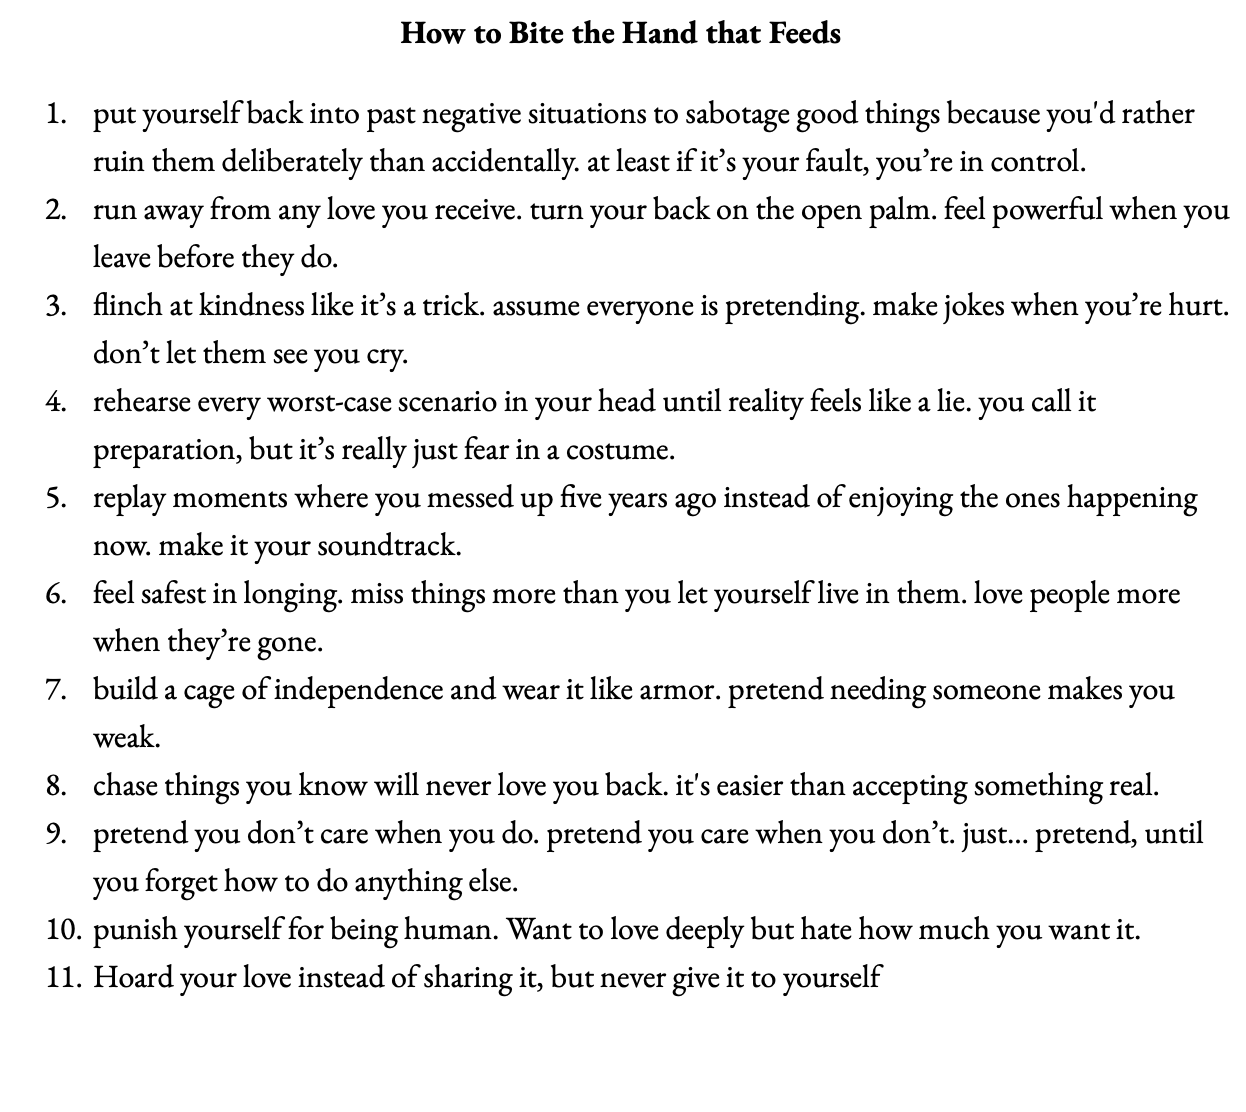 How to Bite the Hand that Feeds
1. put yourself back into past negative situations to sabotage good things because you'd rather
ruin them deliberately than accidentally. at least if it’s your fault, you’re in control.
2. run away from any love you receive. turn your back on the open palm. feel powerful when you
leave before they do.
3. flinch at kindness like it’s a trick. assume everyone is pretending. make jokes when you’re hurt.
don’t let them see you cry.
4. rehearse every worst-case scenario in your head until reality feels like a lie. you call it
preparation, but it’s really just fear in a costume.
5. replay moments where you messed up five years ago instead of enjoying the ones happening
now. make it your soundtrack.
6. feel safest in longing. miss things more than you let yourself live in them. love people more
when they’re gone.
7. build a cage of independence and wear it like armor. pretend needing someone makes you
weak.
8. chase things you know will never love you back. it's easier than accepting something real.
9. pretend you don’t care when you do. pretend you care when you don’t. just... pretend, until
you forget how to do anything else.
10. punish yourself for being human. Want to love deeply but hate how much you want it.
11. Hoard your love instead of sharing it, but never give it to yourself